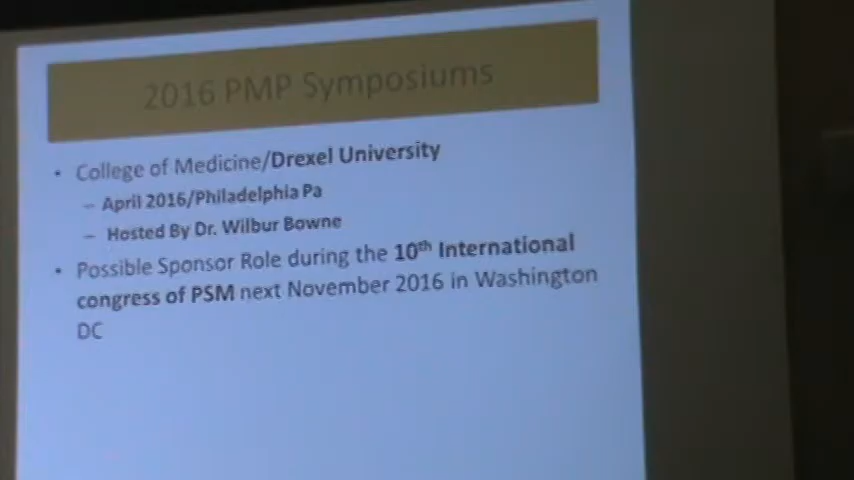 2016 PMP Symposiums
• College of Medicine/Drexel University
– April 2016/Philadelphia Pa
– Hosted By Dr. Wilbur Bowne
• Possible Sponsor Role during the 10th International
congress of PSM next November 2016 in Washington
DC